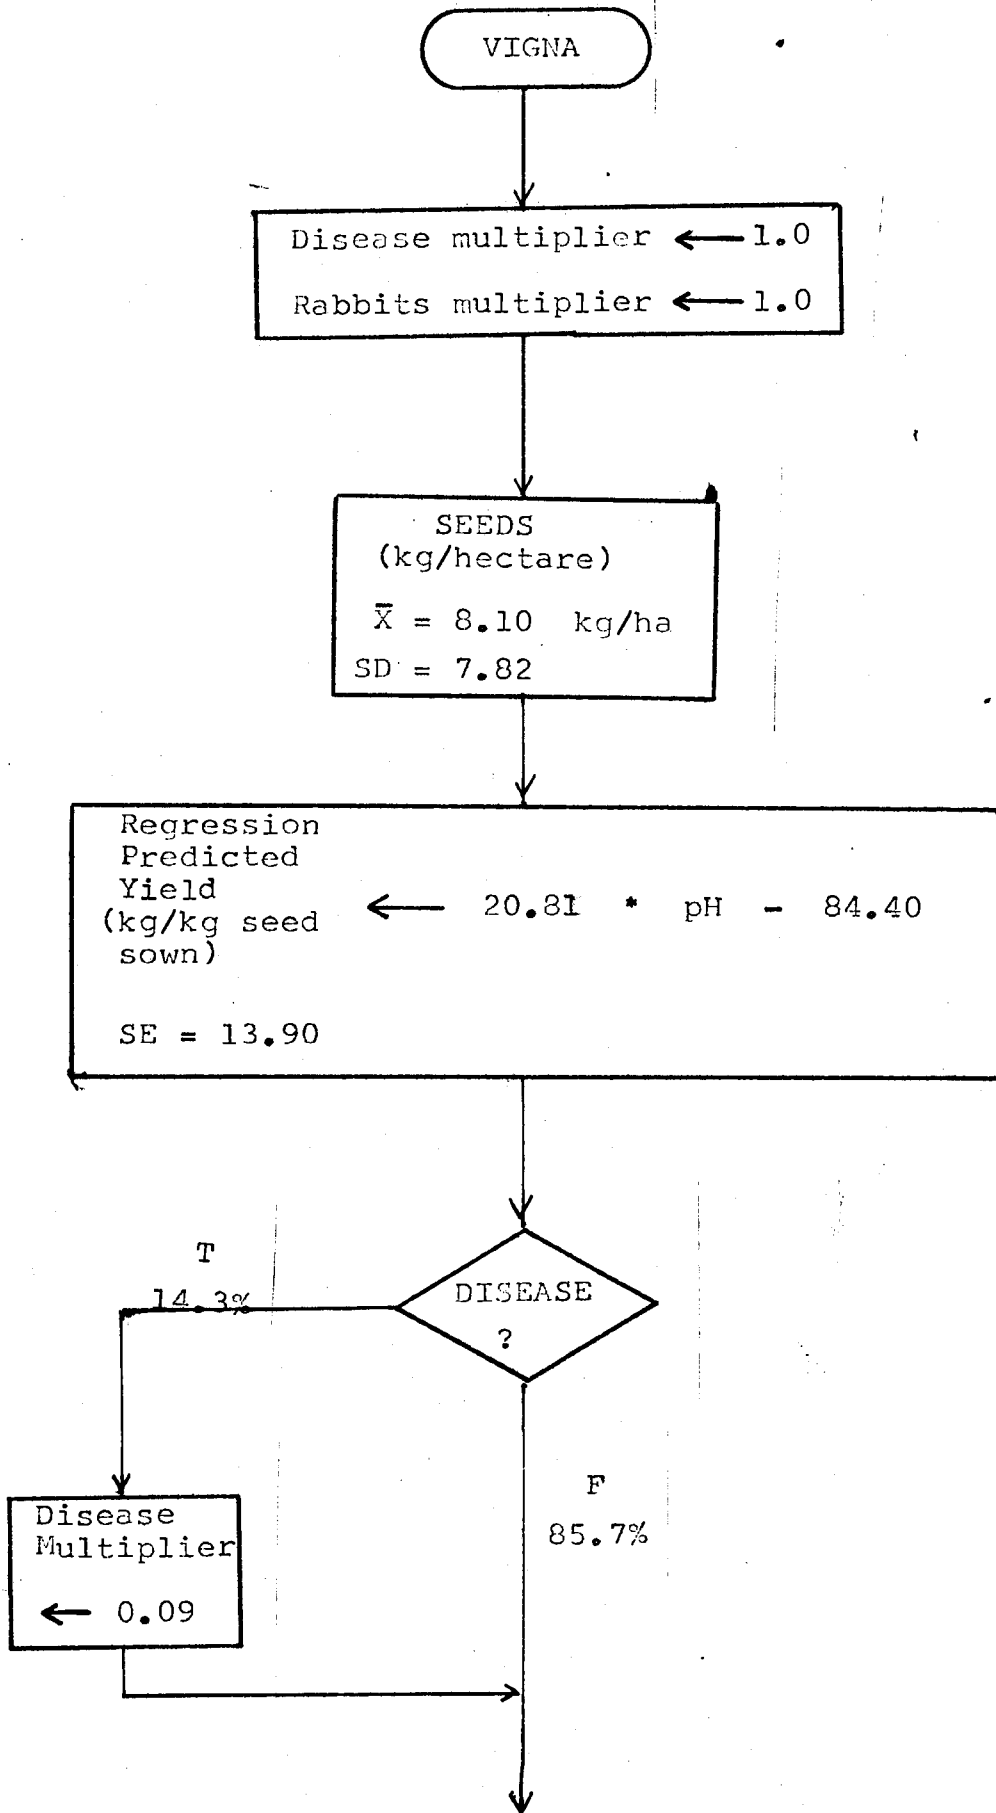 VIGNA
Disease multiplier ← 1.0
Rabbits multiplier ← 1.0
SEEDS
(kg/hectare)
X̄ = 8.10 kg/ha
SD = 7.82
Regression
Predicted
Yield
(kg/kg seed
sown)
← 20.81 * pH - 84.40
SE = 13.90
DISEASE
?
T
14.3%
F
85.7%
Disease
Multiplier
← 0.09